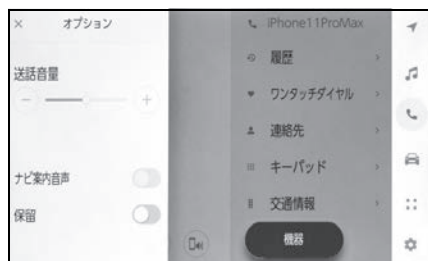 × オプション
送話音量
ナビ案内音声
保留
iPhone11ProMax
履歴
ワンタッチダイヤル
連絡先
キーパッド
交通情報
機器